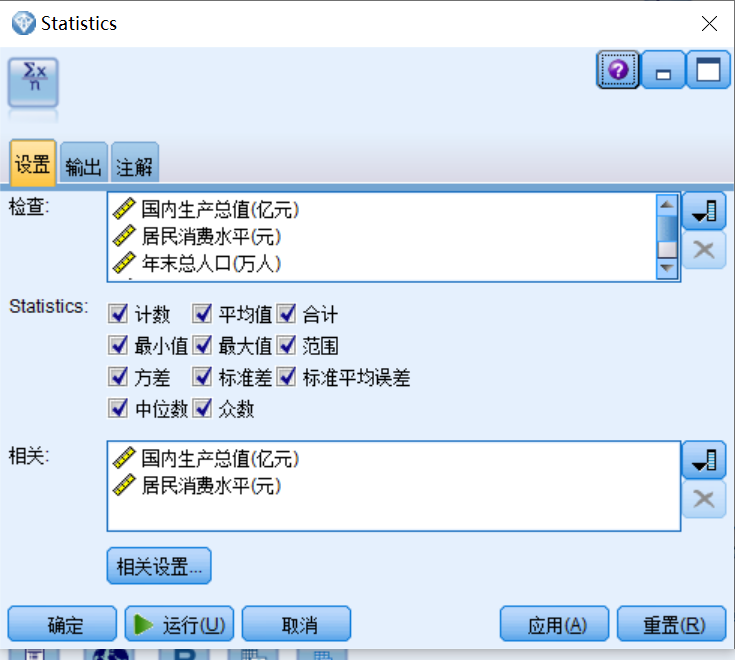 Statistics
Σx
n
设置 输出 注解
检查:
国内生产总值(亿元)
居民消费水平(元)
年末总人口(万人)
Statistics:
计数 平均值 合计
最小值 最大值 范围
方差 标准差 标准平均误差
中位数 众数
相关:
国内生产总值(亿元)
居民消费水平(元)
相关设置...
确定 运行(U) 取消 应用(A) 重置(R)